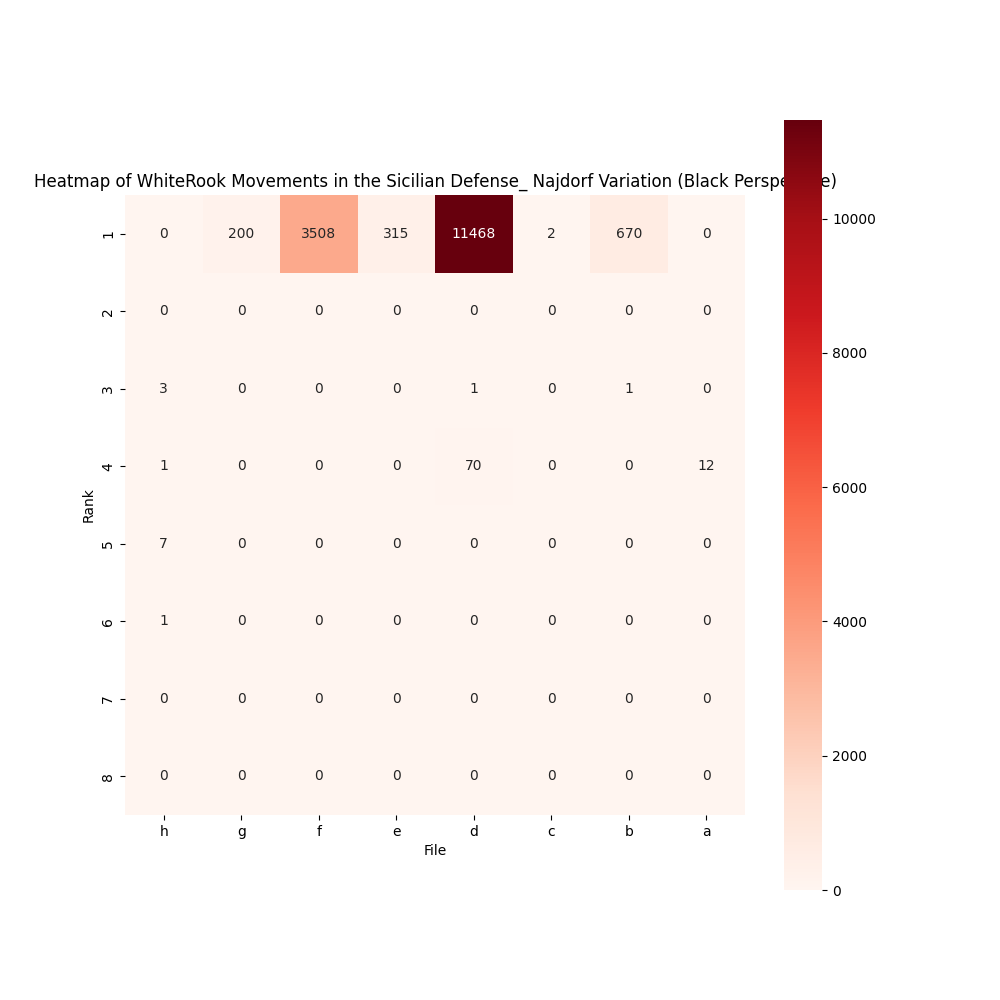 Heatmap of WhiteRook Movements in the Sicilian Defense_ Najdorf Variation (Black Perspe e)
1 0 200 3508 315 11468 2 670 0
2 0 0 0 0 0 0 0 0
3 3 0 0 0 1 0 1 0
4 1 0 0 0 70 0 0 12
5 7 0 0 0 0 0 0 0
6 1 0 0 0 0 0 0 0
7 0 0 0 0 0 0 0 0
8 0 0 0 0 0 0 0 0
h g f e d c b a
Rank
File
10000
8000
6000
4000
2000
0